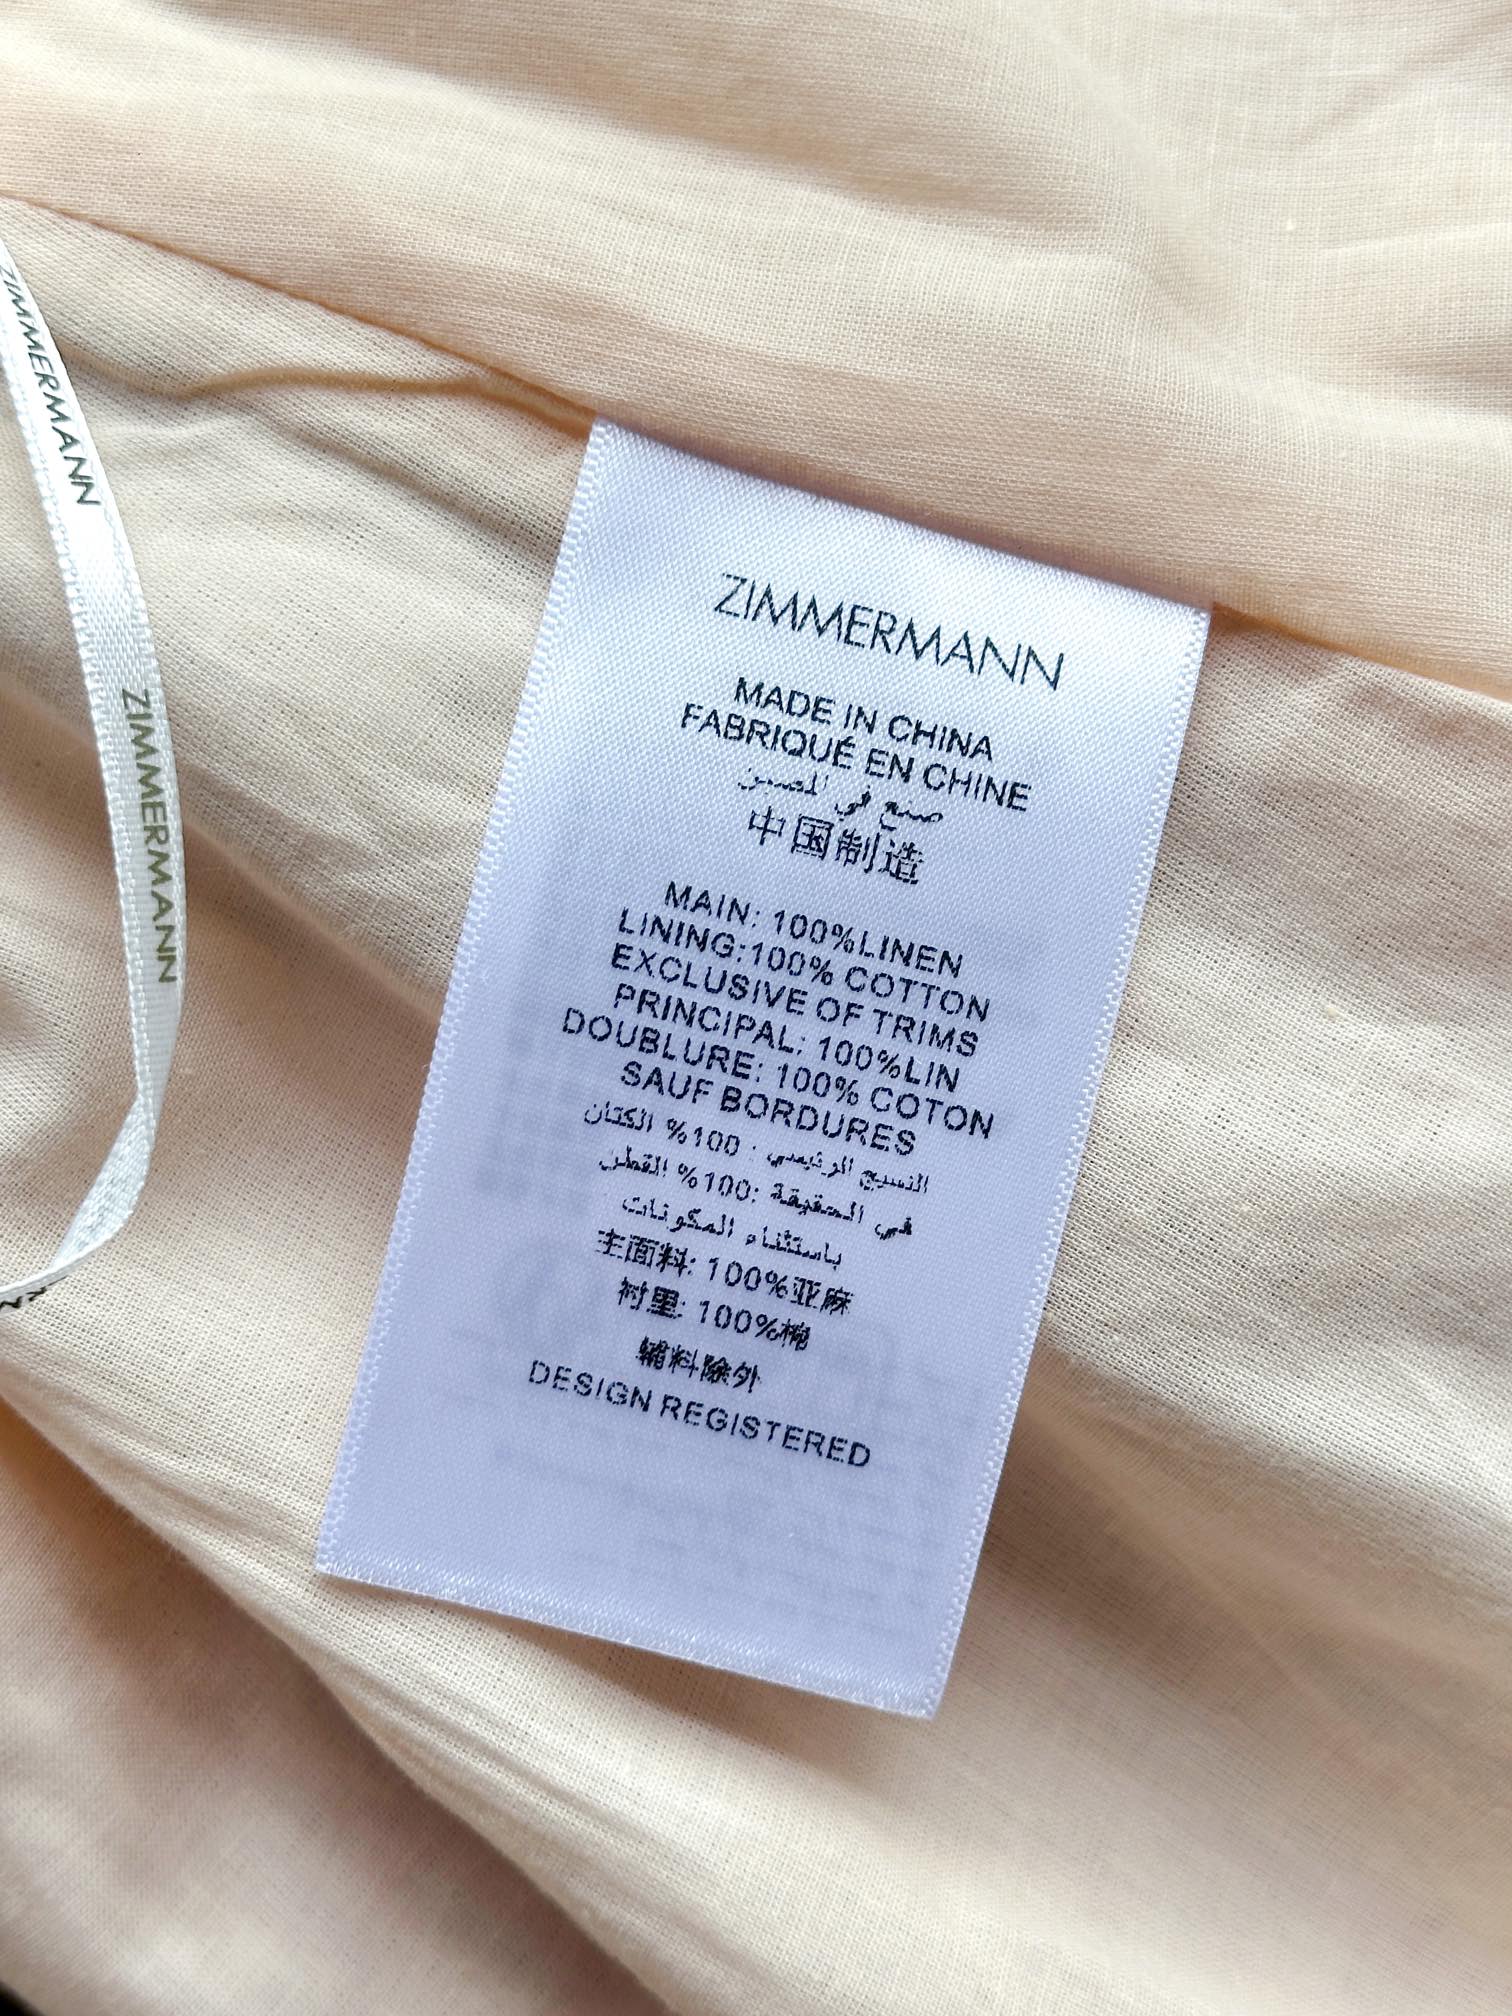 ZIMMERMANN
ZIMMERMANN
ZIMMERMANN
MADE IN CHINA
FABRIQUÉ EN CHINE
صنع في الصين
中国制造
MAIN: 100%LINEN
LINING:100% COTTON
EXCLUSIVE OF TRIMS
PRINCIPAL: 100%LIN
DOUBLURE: 100% COTON
SAUF BORDURES
النسيج الرئيسي : 100% الكتان
في الحقيقة :100% القطن
باستثناء المكونات
主面料: 100%亚麻
衬里: 100%棉
辅料除外
DESIGN REGISTERED